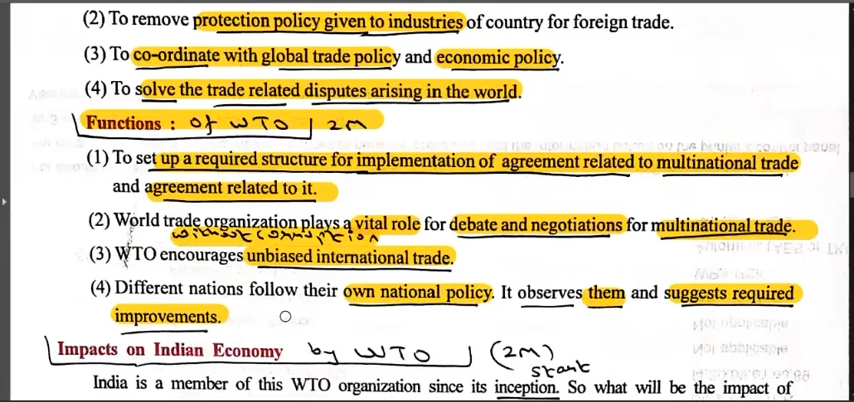 (2) To remove protection policy given to industries of country for foreign trade.
(3) To co-ordinate with global trade policy and economic policy.
(4) To solve the trade related disputes arising in the world.
Functions : of WTO 2M
(1) To set up a required structure for implementation of agreement related to multinational trade
and agreement related to it.
(2) World trade organization plays a vital role for debate and negotiations for multinational trade.
without corruption
(3) WTO encourages unbiased international trade.
(4) Different nations follow their own national policy. It observes them and suggests required
improvements.
Impacts on Indian Economy by WTO (2M)
start
India is a member of this WTO organization since its inception. So what will be the impact of